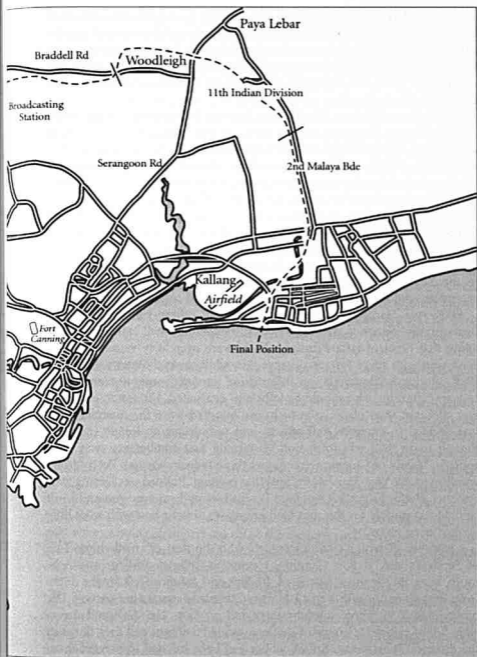 Paya Lebar
Braddell Rd
Woodleigh
11th Indian Division
Broadcasting
Station
Serangoon Rd
2nd Malaya Bde
Kallang
Airfield
Fort
Canning
Final Position